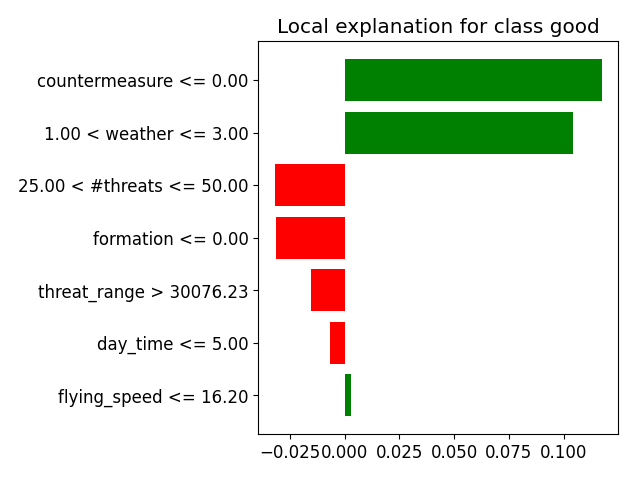 Local explanation for class good
countermeasure <= 0.00
1.00 < weather <= 3.00
25.00 < #threats <= 50.00
formation <= 0.00
threat_range > 30076.23
day_time <= 5.00
flying_speed <= 16.20
−0.025 0.000 0.025 0.050 0.075 0.100